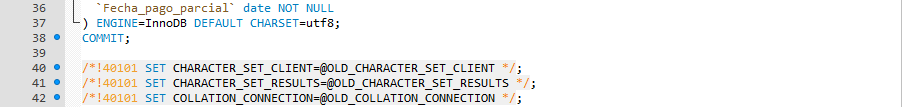 36 `Fecha_pago_parcial` date NOT NULL
37 ) ENGINE=InnoDB DEFAULT CHARSET=utf8;
38 COMMIT;
39
40 /*!40101 SET CHARACTER_SET_CLIENT=@OLD_CHARACTER_SET_CLIENT */;
41 /*!40101 SET CHARACTER_SET_RESULTS=@OLD_CHARACTER_SET_RESULTS */;
42 /*!40101 SET COLLATION_CONNECTION=@OLD_COLLATION_CONNECTION */;